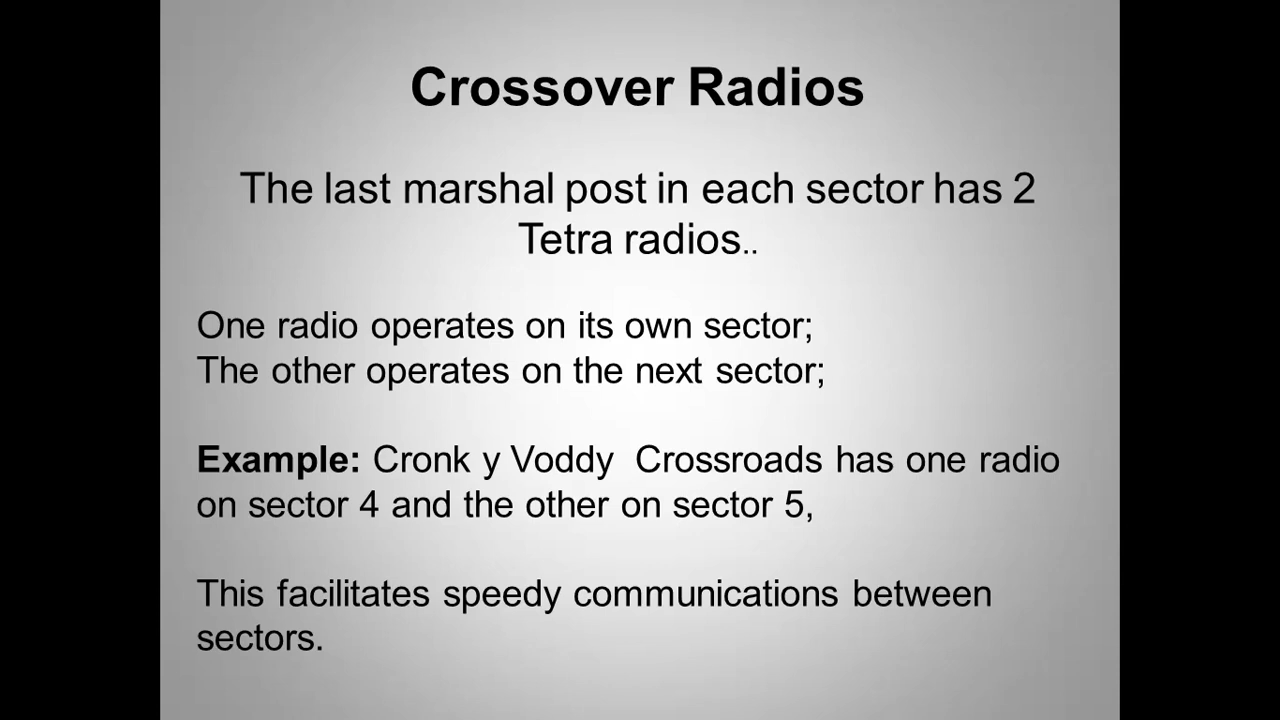 Crossover Radios
The last marshal post in each sector has 2
Tetra radios..
One radio operates on its own sector;
The other operates on the next sector;
Example: Cronk y Voddy  Crossroads has one radio
on sector 4 and the other on sector 5,
This facilitates speedy communications between
sectors.